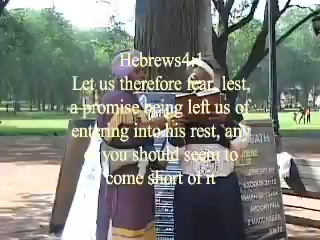 Hebrews4:1
Let us therefore fear, lest,
a promise being left us of
entering into his rest, any
of you should seem to
come short of it